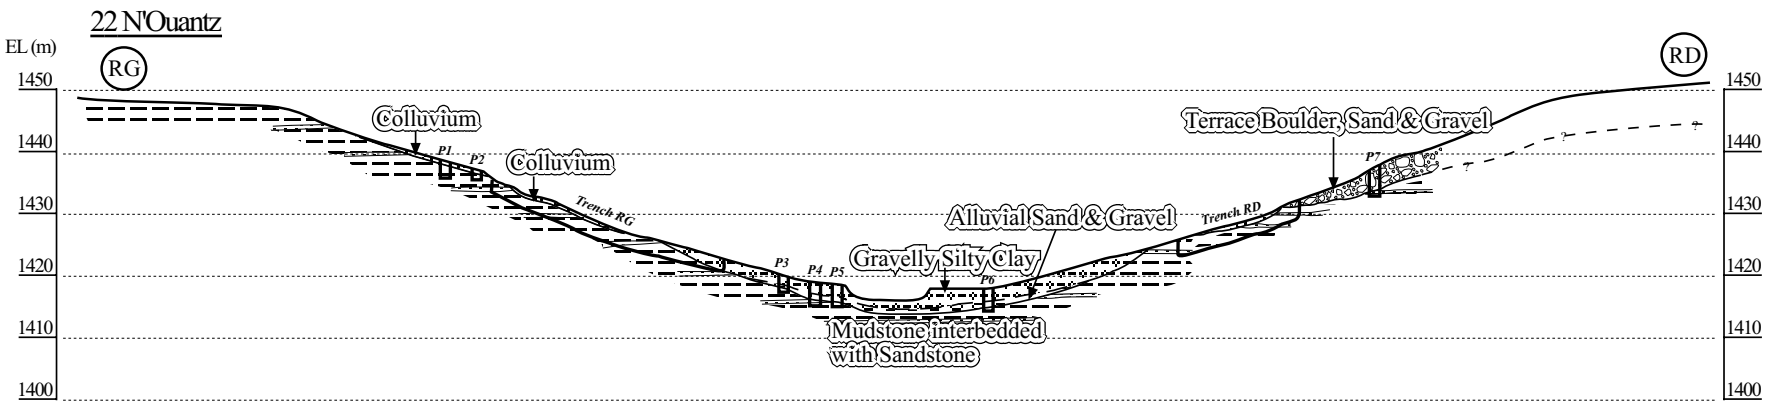 22 N'Ouantz
EL (m)
RG
RD
1450
1450
Colluvium
Terrace Boulder, Sand & Gravel
1440
P1
P2
P7
?
?
1440
Colluvium
?
1430
Trench RG
Alluvial Sand & Gravel
Trench RD
1430
Gravelly Silty Clay
1420
P3
P4
P5
P6
1420
1410
Mudstone interbedded
with Sandstone
1410
1400
1400